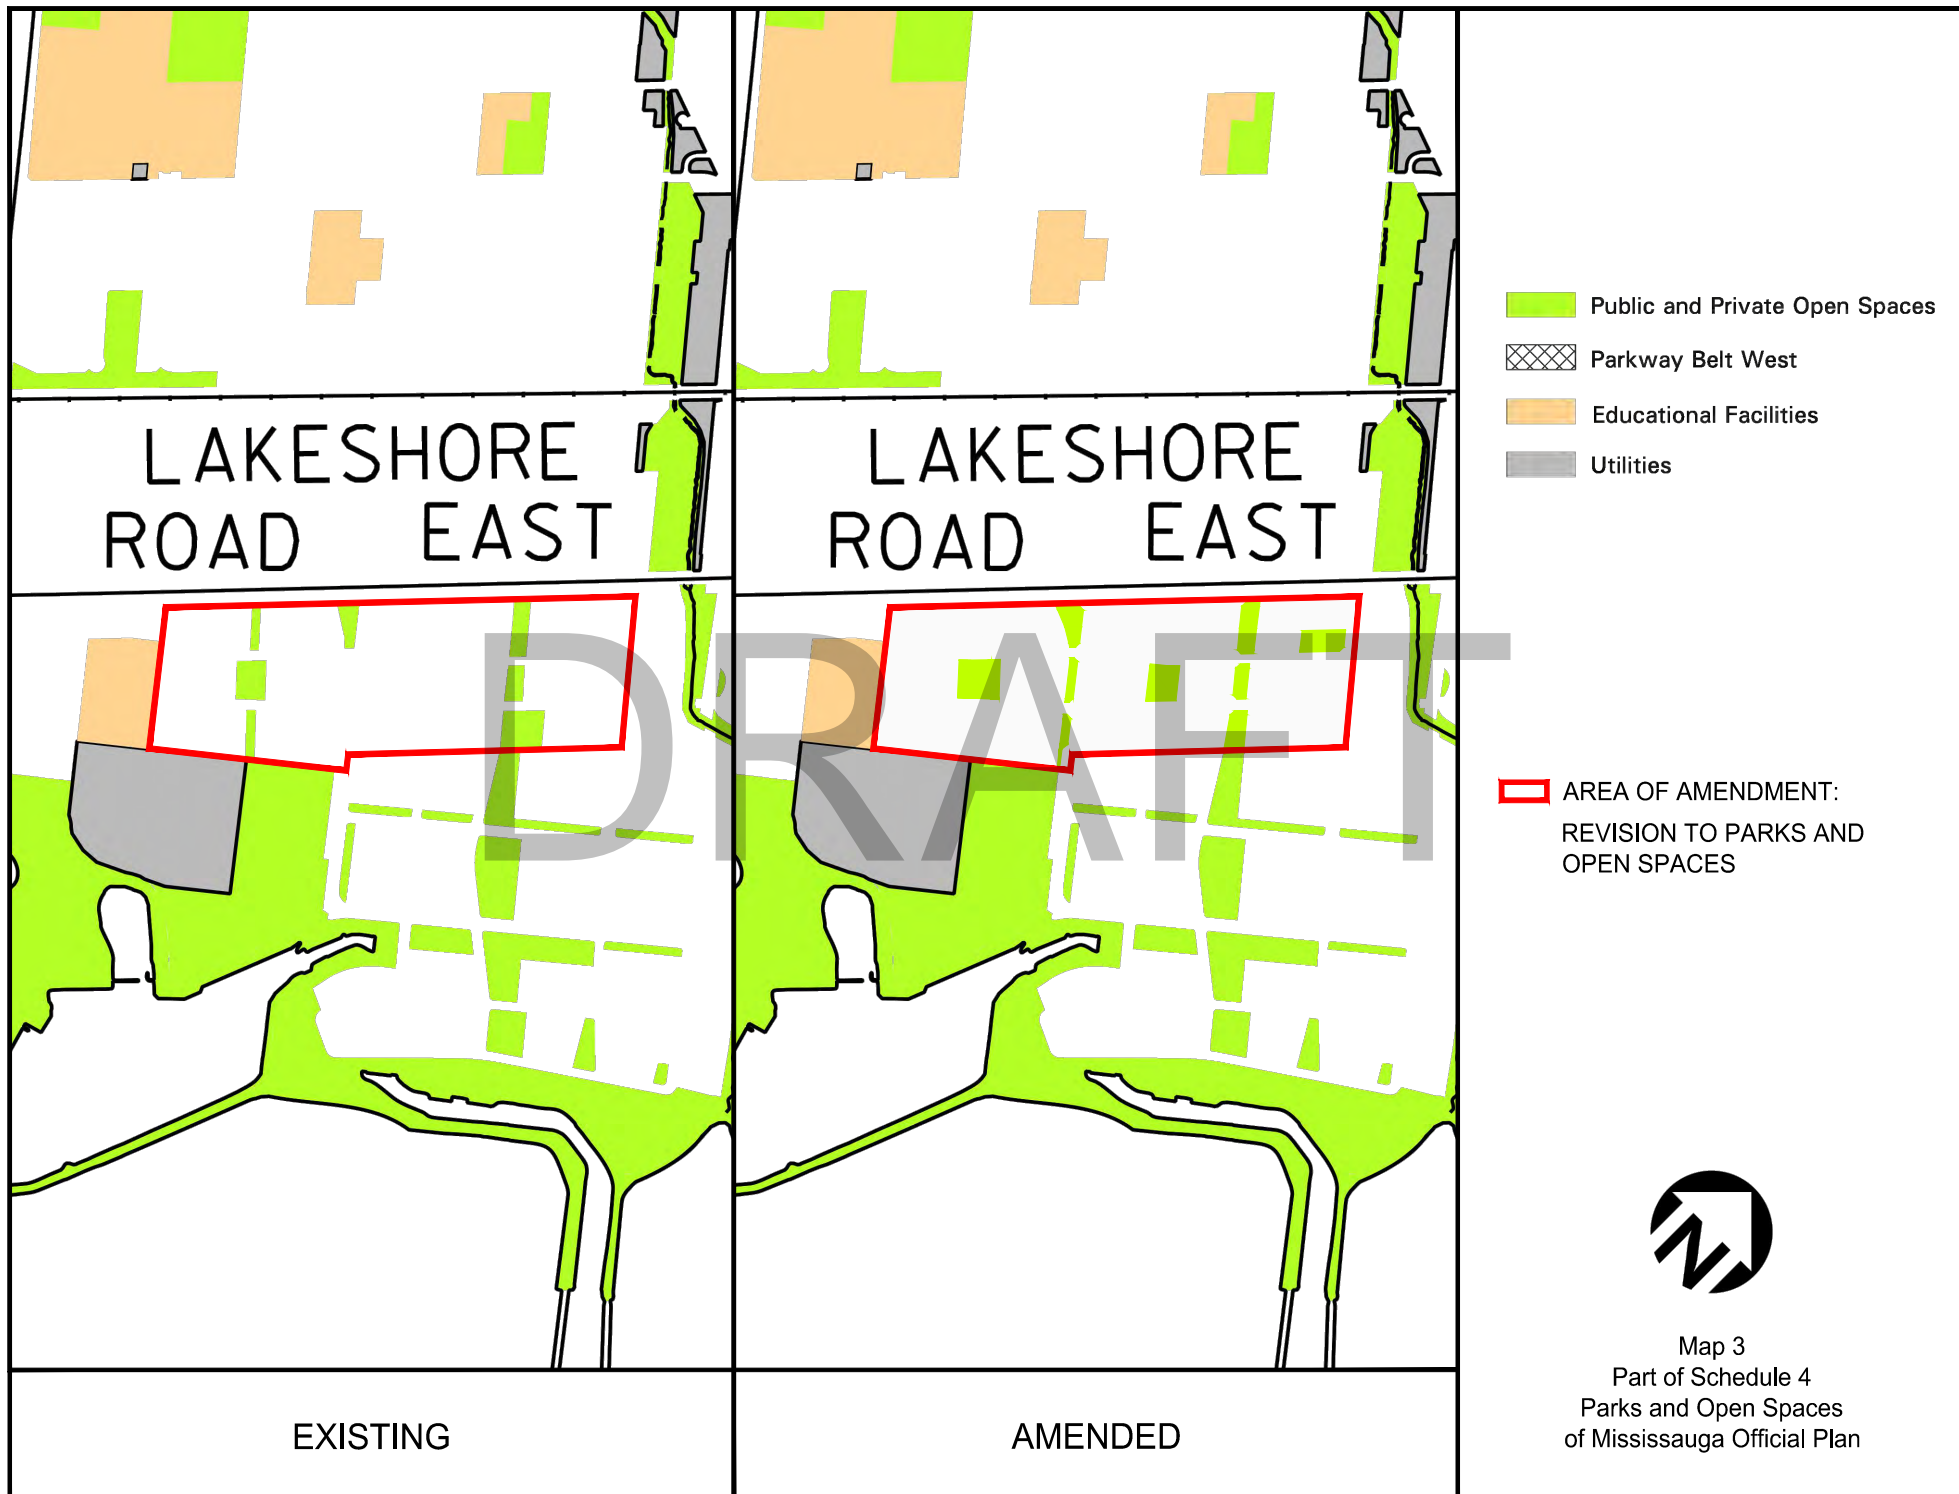 LAKESHORE
ROAD EAST
LAKESHORE
ROAD EAST
Public and Private Open Spaces
Parkway Belt West
Educational Facilities
Utilities
DRAFT
AREA OF AMENDMENT:
REVISION TO PARKS AND
OPEN SPACES
N
Map 3
Part of Schedule 4
Parks and Open Spaces
of Mississauga Official Plan
EXISTING
AMENDED